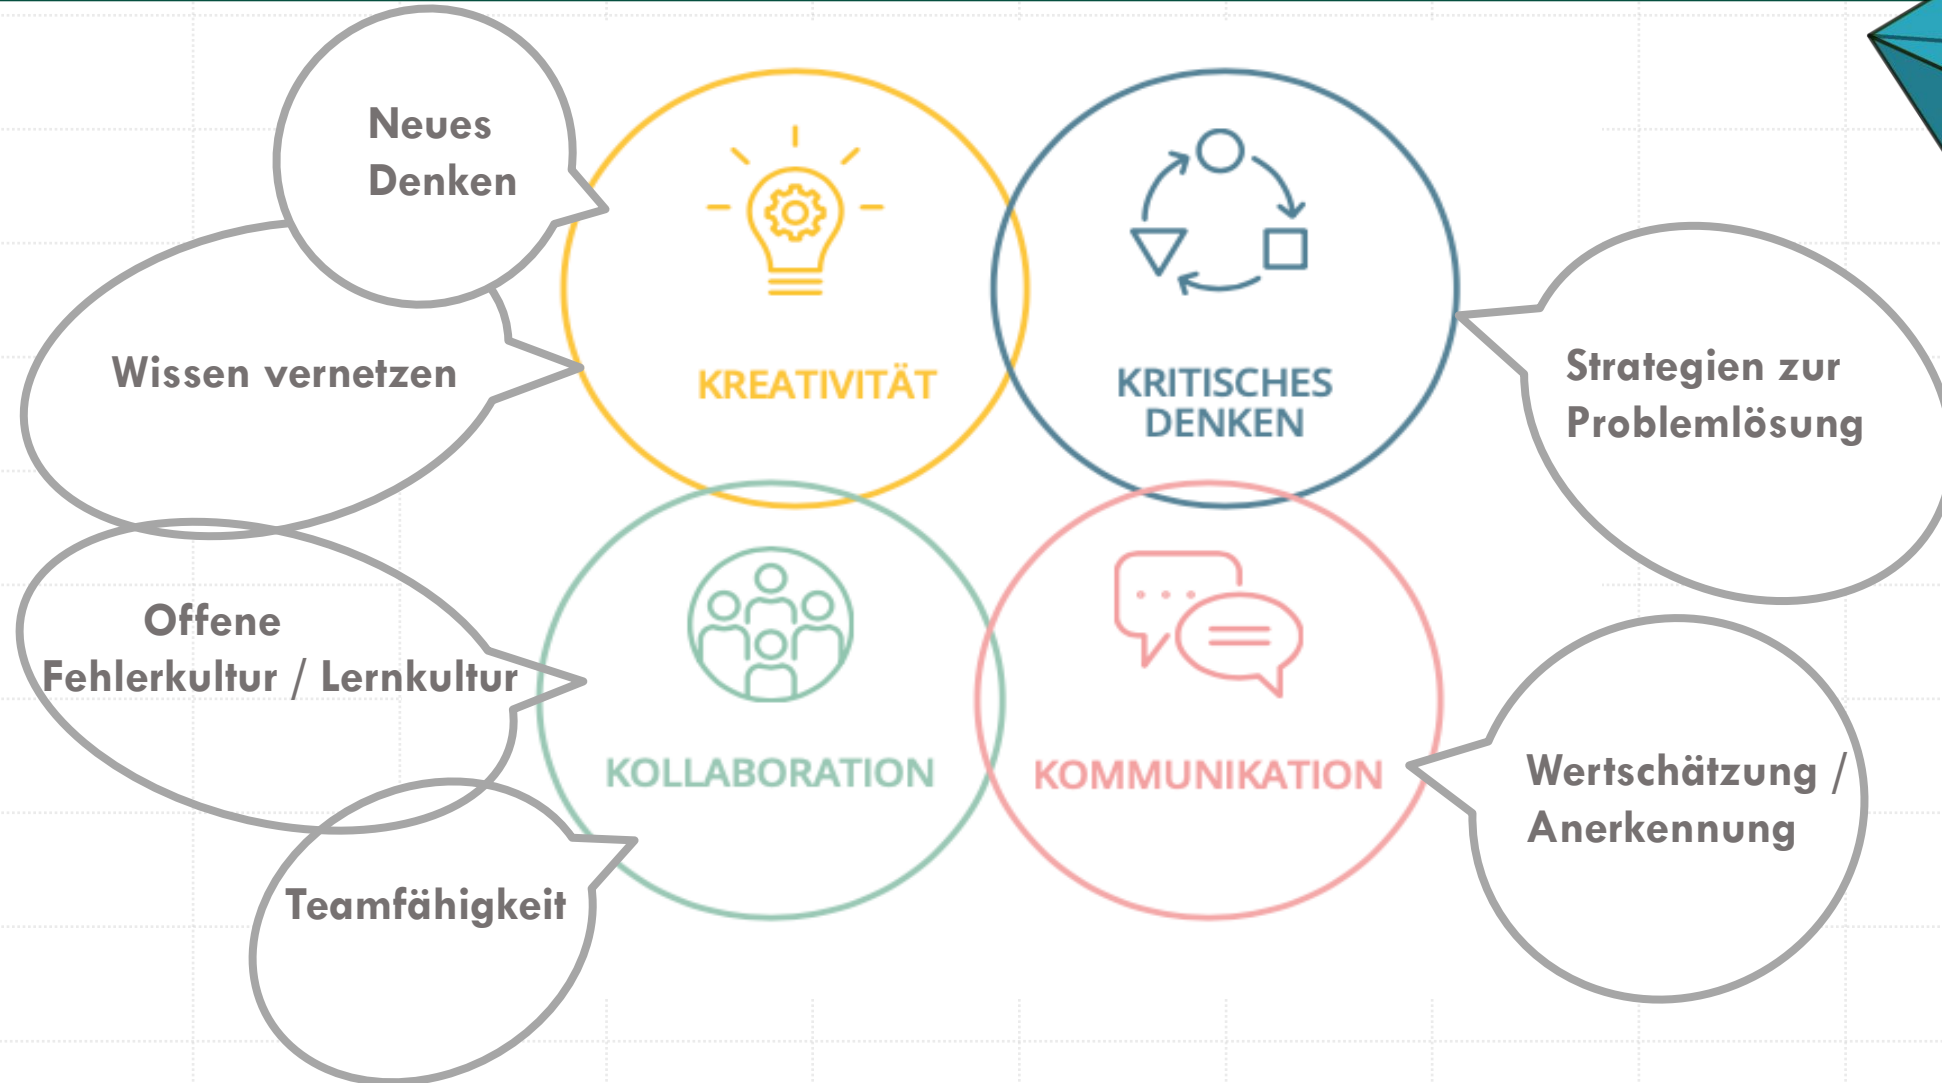 Neues
Denken
Wissen vernetzen
Offene
Fehlerkultur / Lernkultur
Teamfähigkeit
KREATIVITÄT
KRITISCHES
DENKEN
KOLLABORATION
KOMMUNIKATION
Strategien zur
Problemlösung
Wertschätzung /
Anerkennung